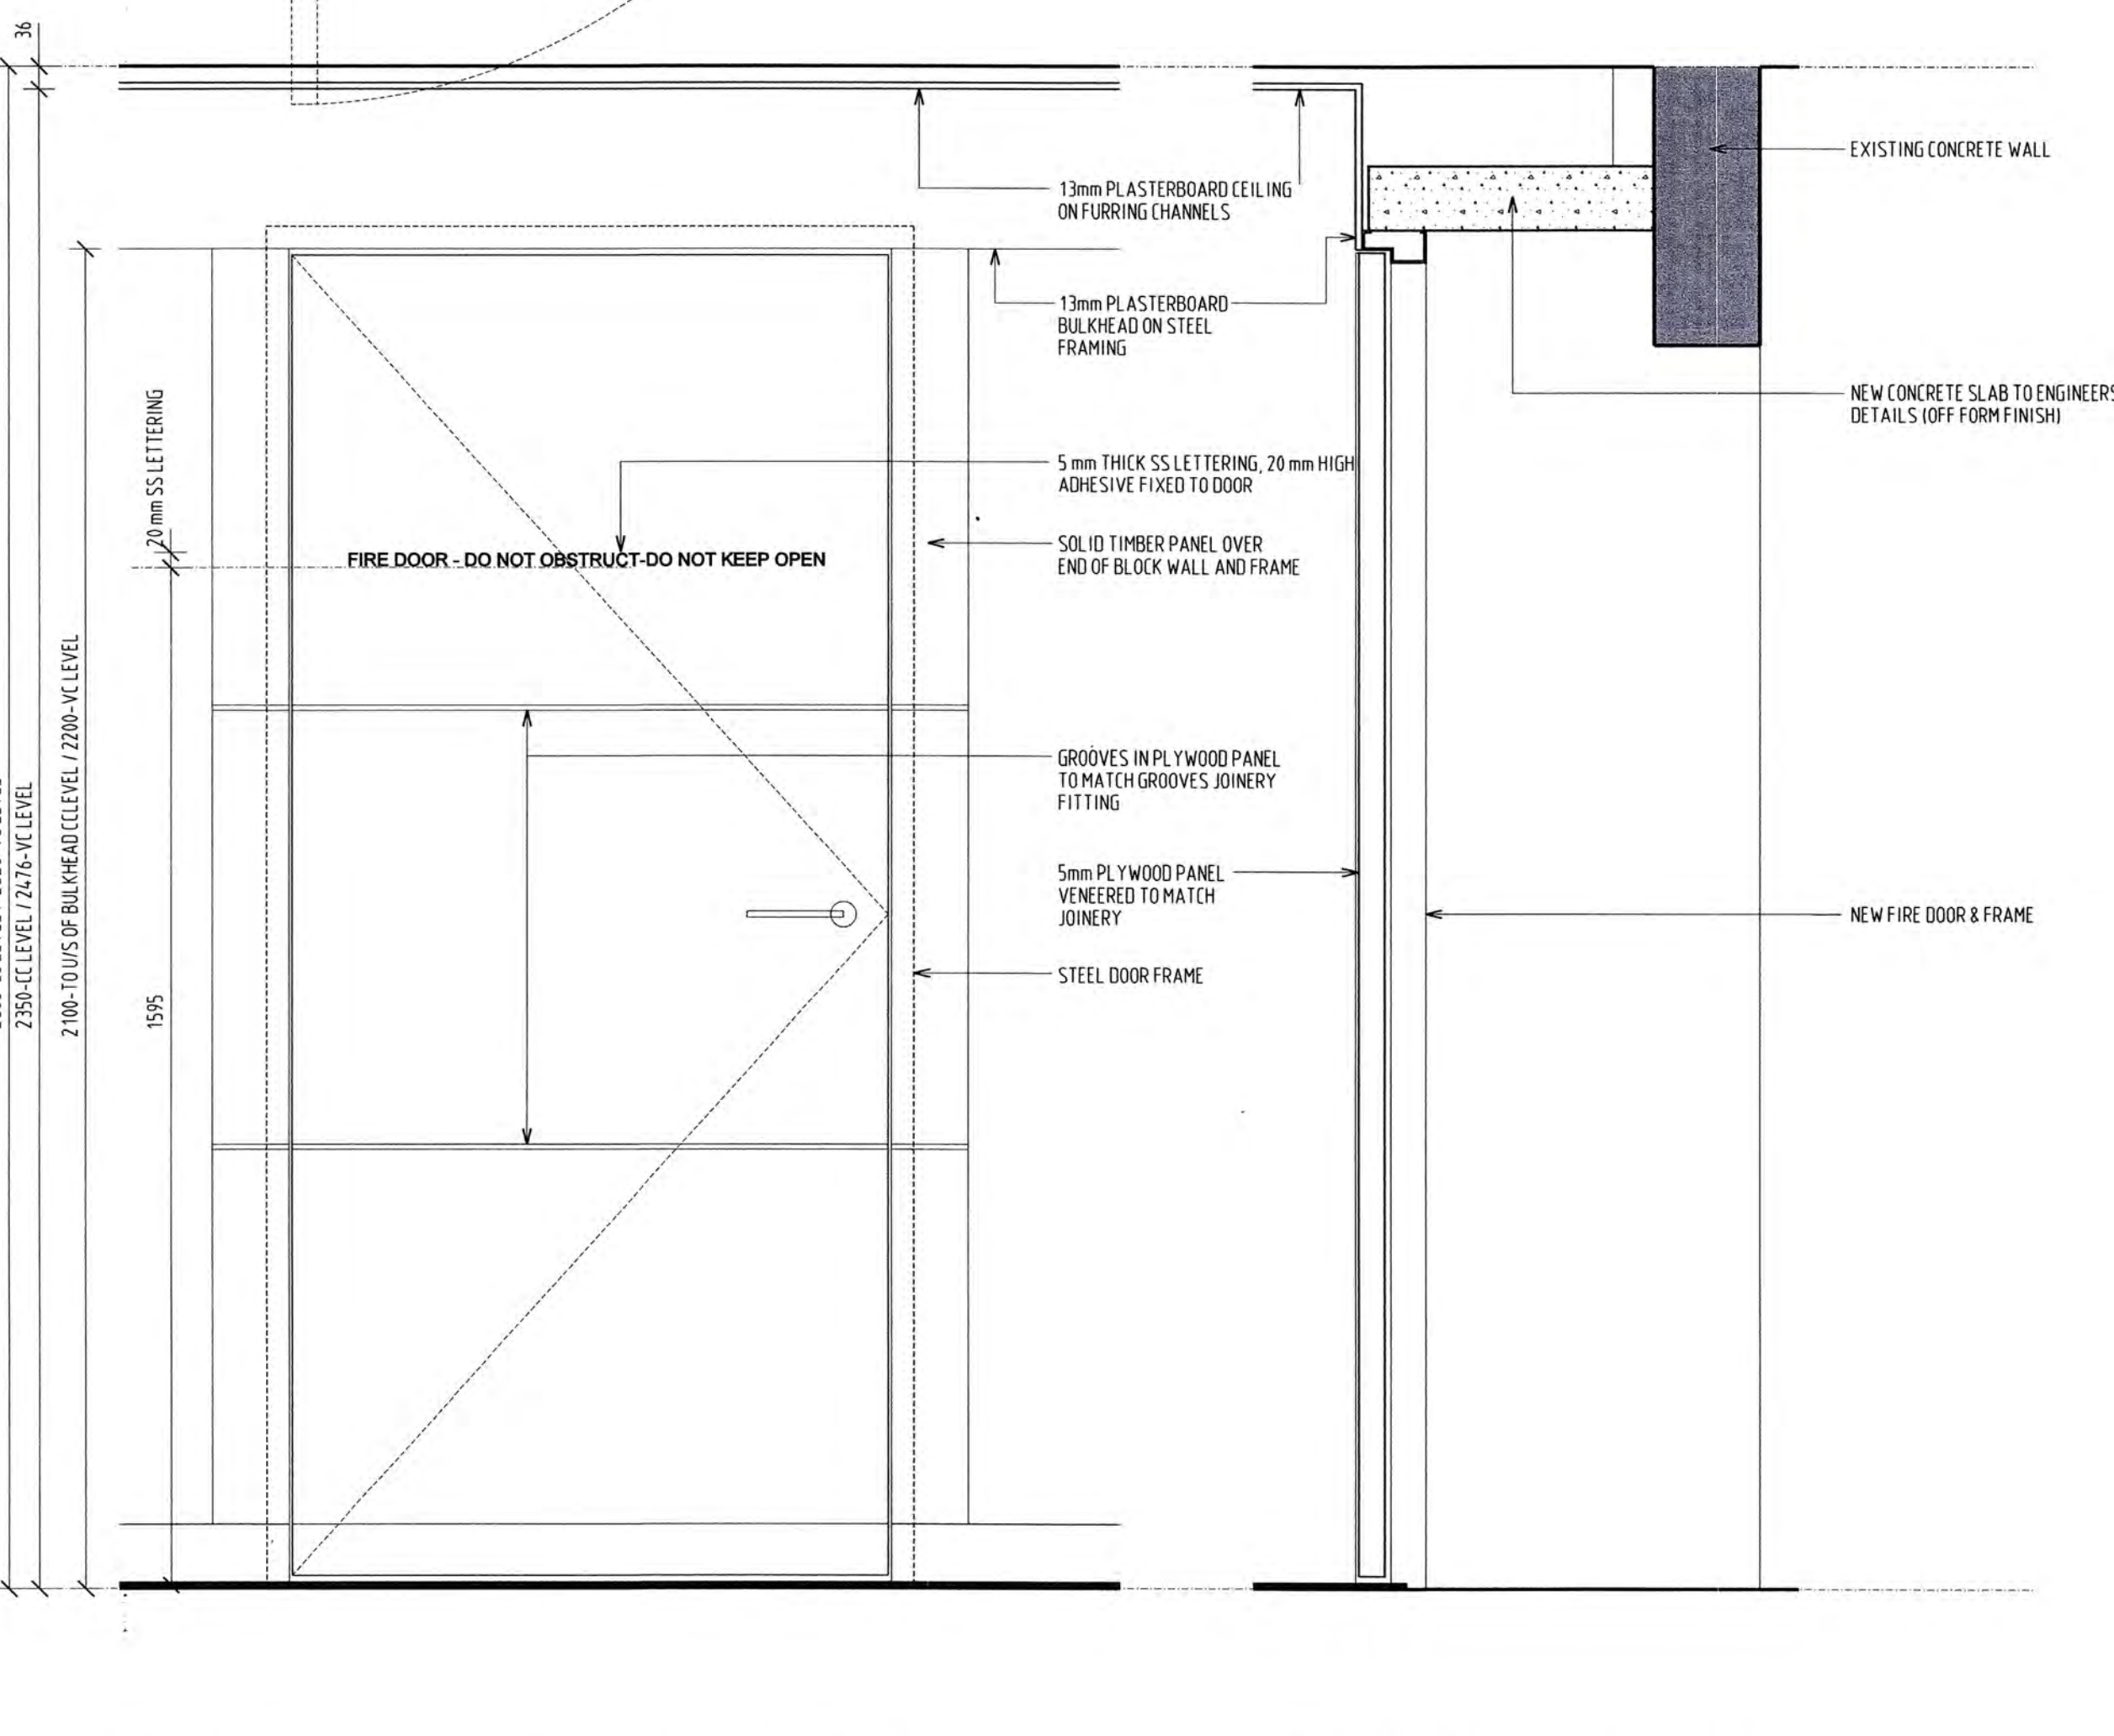 36
13mm PLASTERBOARD CEILING
ON FURRING CHANNELS
EXISTING CONCRETE WALL
13mm PLASTERBOARD
BULKHEAD ON STEEL
FRAMING
NEW CONCRETE SLAB TO ENGINEERS
DETAILS (OFF FORM FINISH)
20 mm SS LETTERING
5 mm THICK SS LETTERING, 20 mm HIGH
ADHESIVE FIXED TO DOOR
FIRE DOOR - DO NOT OBSTRUCT-DO NOT KEEP OPEN
SOLID TIMBER PANEL OVER
END OF BLOCK WALL AND FRAME
2350-CC LEVEL / 2476-VC LEVEL
2100-TO U/S OF BULKHEAD CCLEVEL / 2200-VC LEVEL
GROOVES IN PLYWOOD PANEL
TO MATCH GROOVES JOINERY
FITTING
5mm PLYWOOD PANEL
VENEERED TO MATCH
JOINERY
NEW FIRE DOOR & FRAME
STEEL DOOR FRAME
1595